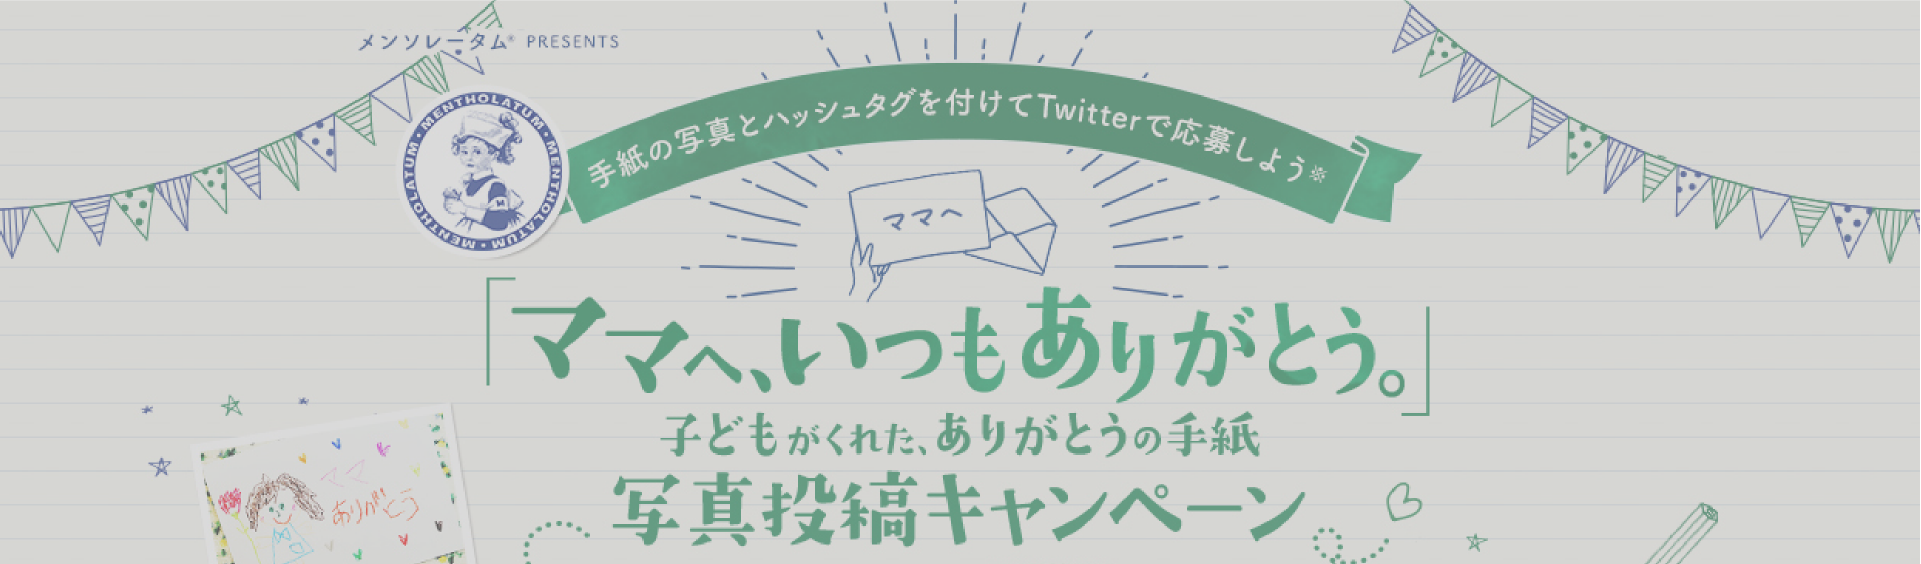 メンソレータム® PRESENTS
手紙の写真とハッシュタグを付けてTwitterで応募しよう※
MENTHOLATUM・MENTHOLATUM・MENTHOLATUM・
ママへ
「ママへ、いつもありがとう。」
子どもがくれた、ありがとうの手紙
写真投稿キャンペーン
ママ
ありがとう